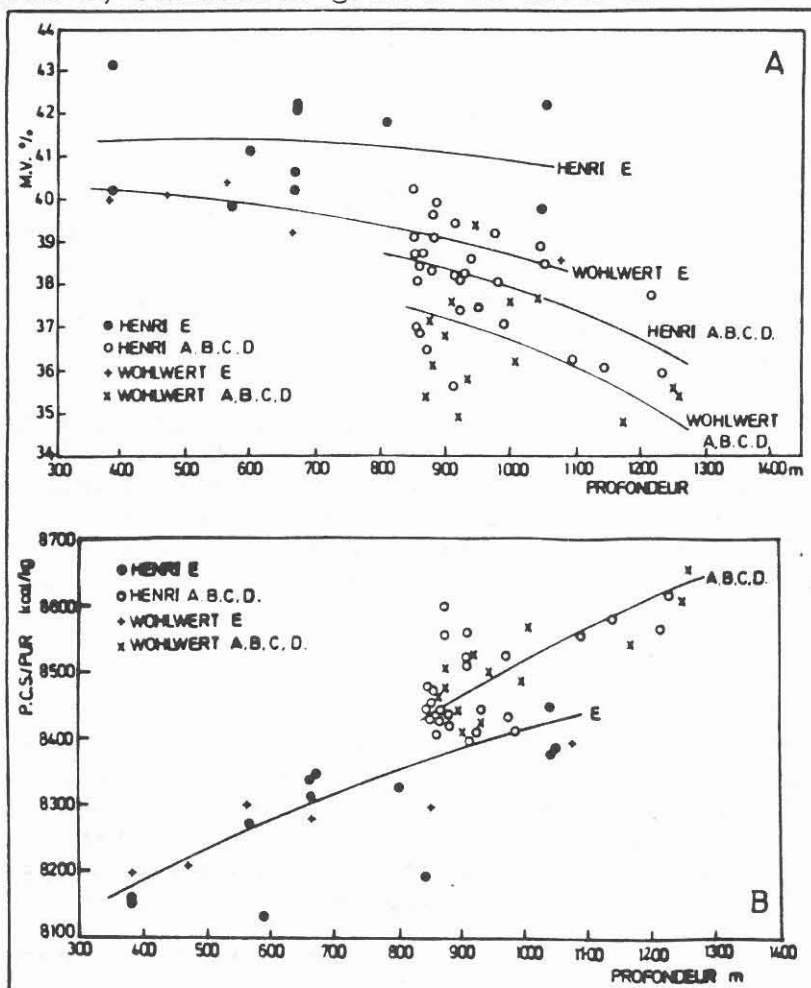 A
44
43
42
41
40
39
38
37
36
35
34
M.V. %
HENRI E
WOHLWERT E
HENRI A.B.C.D.
WOHLWERT
A.B.C.D.
● HENRI E
○ HENRI A.B.C.D
+ WOHLWERT E
x WOHLWERT A.B.C.D
300 400 500 600 700 800 900 1000 1100 1200 1300 1400 m
PROFONDEUR
8700
8600
8500
8400
8300
8200
8100
P.C.S./PUR kcal/kg
● HENRI E
○ HENRI A.B.C.D.
+ WOHLWERT E
x WOHLWERT A.B.C.D.
A.B.C.D.
E
B
300 400 500 600 700 800 900 1000 1100 1200 1300 1400
PROFONDEUR m